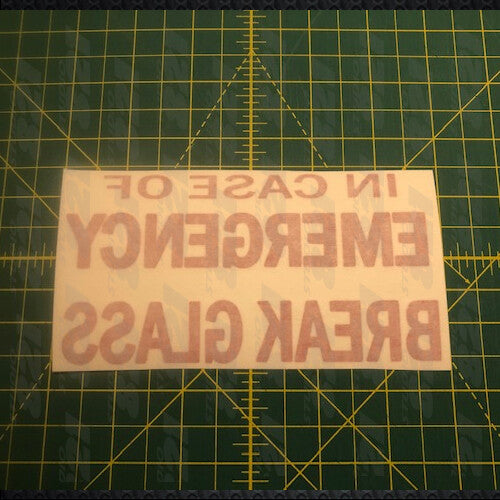 IN CASE OF
EMERGENCY
BREAK GLASS